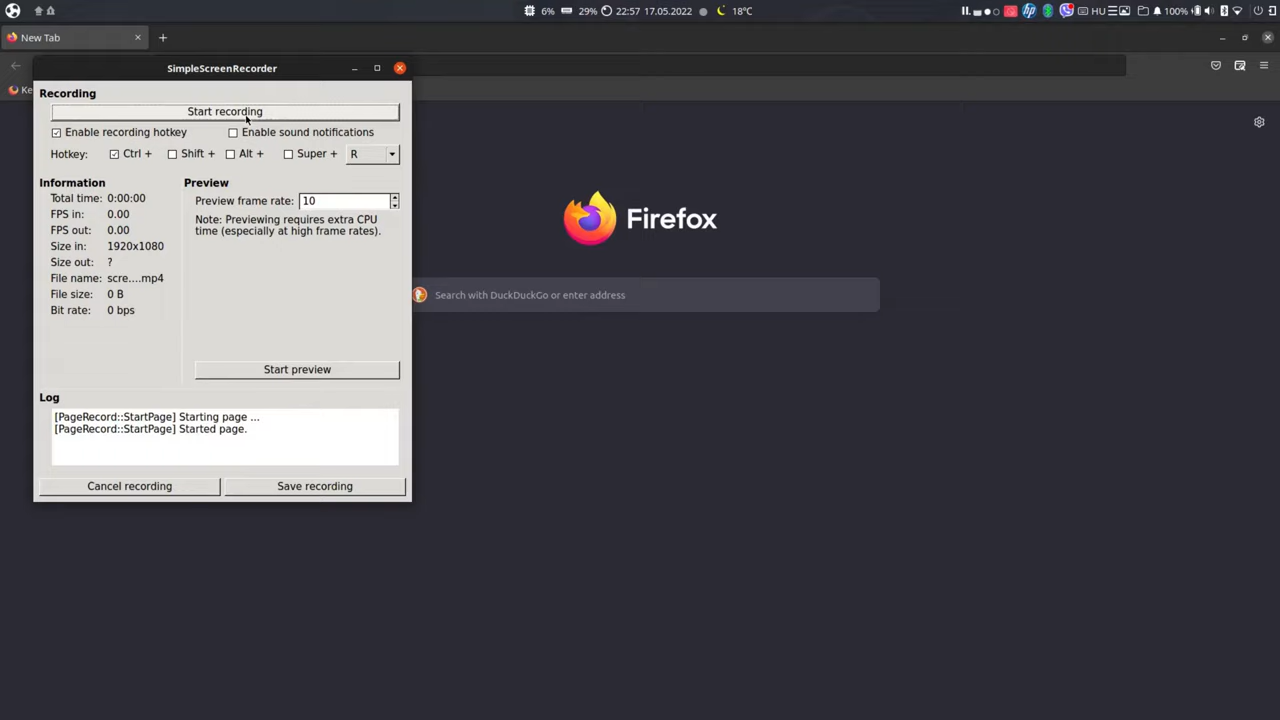 6% 29% 22:57 17.05.2022 18°C HU 100%
New Tab
SimpleScreenRecorder
Ke
Recording
Start recording
Enable recording hotkey Enable sound notifications
Hotkey: Ctrl + Shift + Alt + Super + R
Information
Total time: 0:00:00
FPS in: 0.00
FPS out: 0.00
Size in: 1920x1080
Size out: ?
File name: scre....mp4
File size: 0 B
Bit rate: 0 bps
Preview
Preview frame rate: 10
Note: Previewing requires extra CPU
time (especially at high frame rates).
Start preview
Log
[PageRecord::StartPage] Starting page ...
[PageRecord::StartPage] Started page.
Cancel recording Save recording
Firefox
Search with DuckDuckGo or enter address